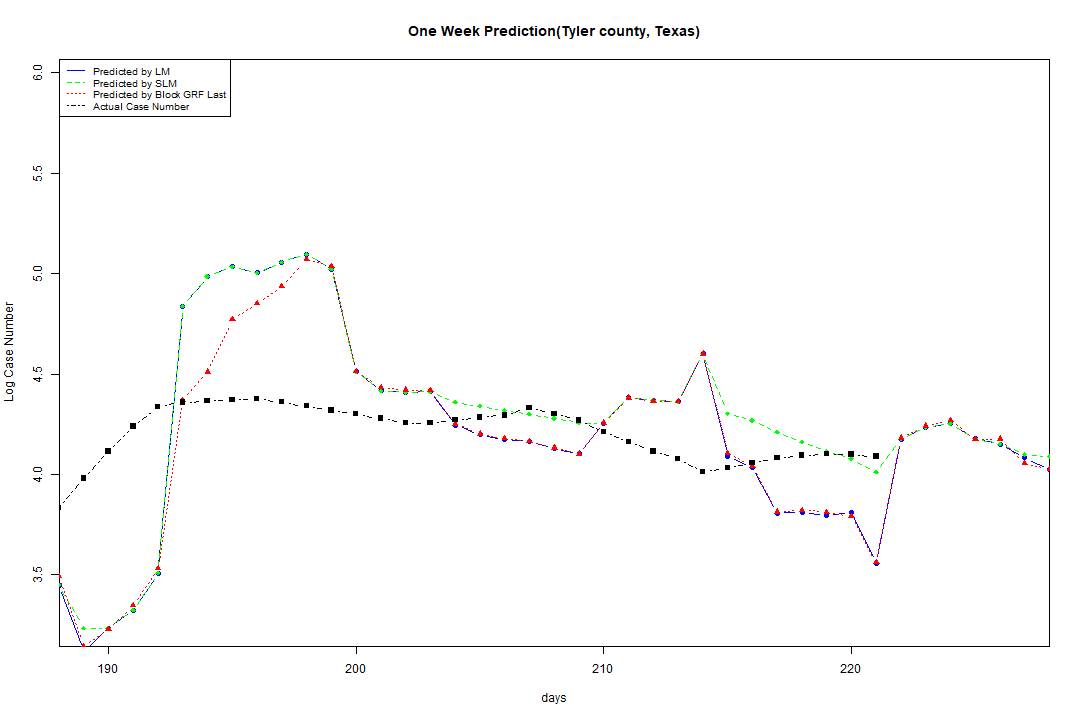 One Week Prediction(Tyler county, Texas)
6.0
Predicted by LM
Predicted by SLM
Predicted by Block GRF Last
Actual Case Number
5.5
5.0
4.5
4.0
3.5
Log Case Number
190
200
210
220
days